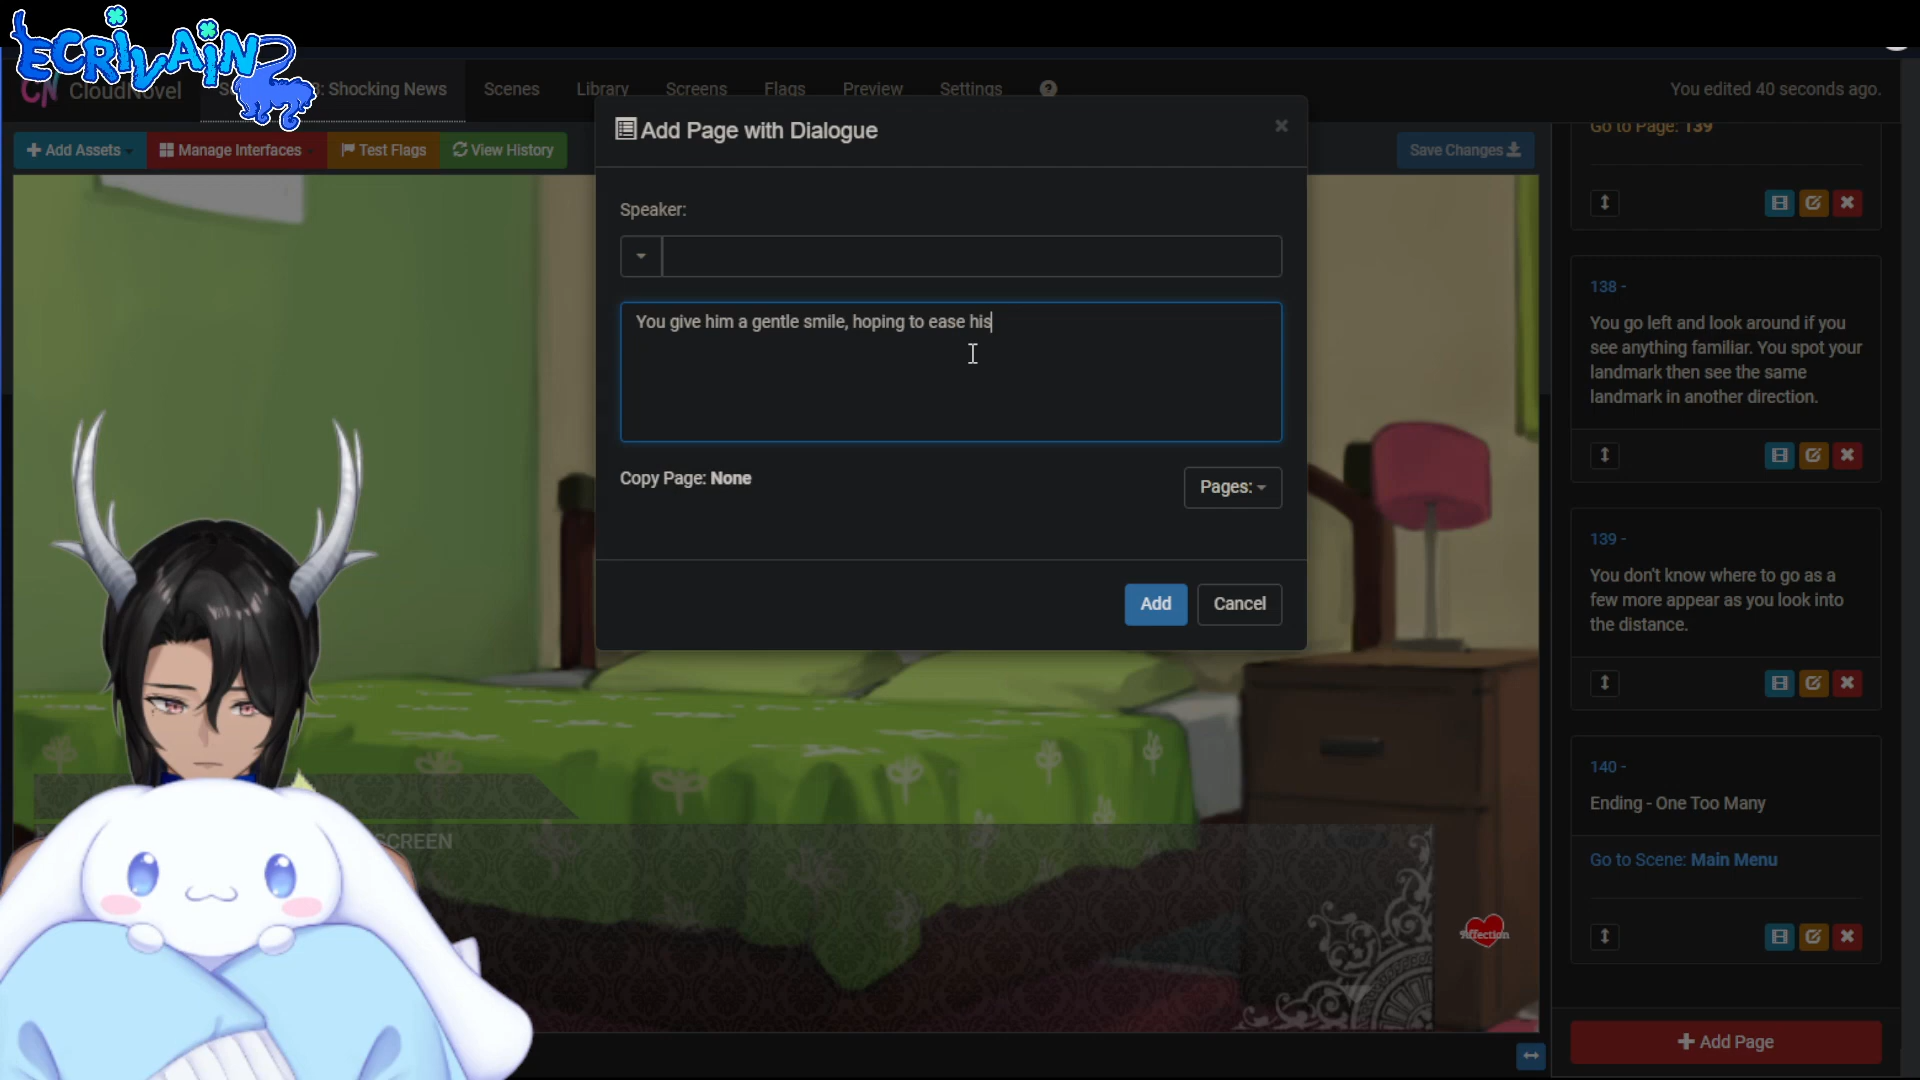 ECRIVAIN
CN CloudNovel
3: Shocking News
Scenes
Library
Screens
Flags
Preview
Settings
?
You edited 40 seconds ago.
Add Assets
Manage Interfaces
Test Flags
View History
Save Changes
Add Page with Dialogue
×
Speaker:
You give him a gentle smile, hoping to ease his
Copy Page: None
Pages:
Add
Cancel
SCREEN
Affection
Go to Page: 139
138 -
You go left and look around if you
see anything familiar. You spot your
landmark then see the same
landmark in another direction.
139 -
You don't know where to go as a
few more appear as you look into
the distance.
140 -
Ending - One Too Many
Go to Scene: Main Menu
Add Page